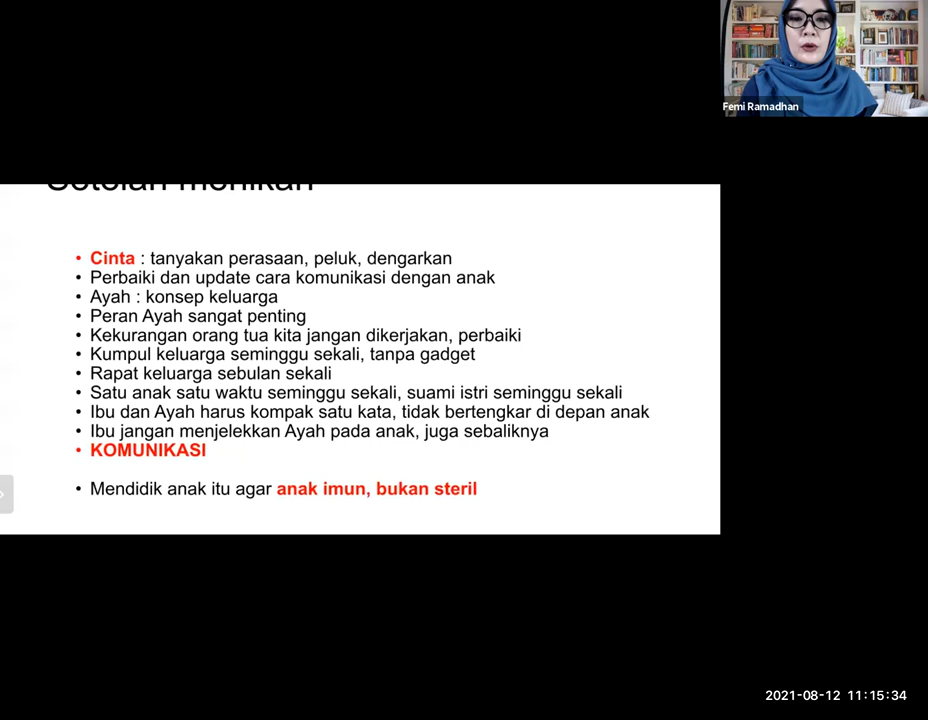 Setelah menikah
Femi Ramadhan
• Cinta : tanyakan perasaan, peluk, dengarkan
• Perbaiki dan update cara komunikasi dengan anak
• Ayah : konsep keluarga
• Peran Ayah sangat penting
• Kekurangan orang tua kita jangan dikerjakan, perbaiki
• Kumpul keluarga seminggu sekali, tanpa gadget
• Rapat keluarga sebulan sekali
• Satu anak satu waktu seminggu sekali, suami istri seminggu sekali
• Ibu dan Ayah harus kompak satu kata, tidak bertengkar di depan anak
• Ibu jangan menjelekkan Ayah pada anak, juga sebaliknya
• KOMUNIKASI
• Mendidik anak itu agar anak imun, bukan steril
2021-08-12 11:15:34